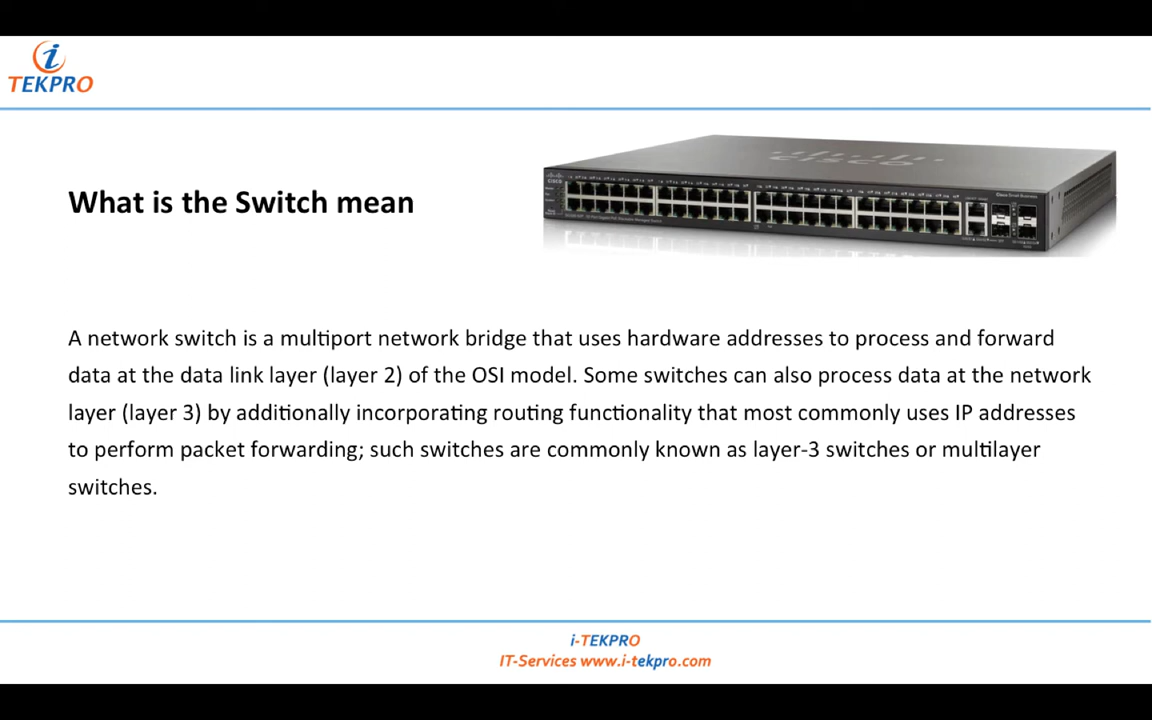 i
TEKPRO
What is the Switch mean
CISCO
A network switch is a multiport network bridge that uses hardware addresses to process and forward
data at the data link layer (layer 2) of the OSI model. Some switches can also process data at the network
layer (layer 3) by additionally incorporating routing functionality that most commonly uses IP addresses
to perform packet forwarding; such switches are commonly known as layer-3 switches or multilayer
switches.
i-TEKPRO
IT-Services www.i-tekpro.com